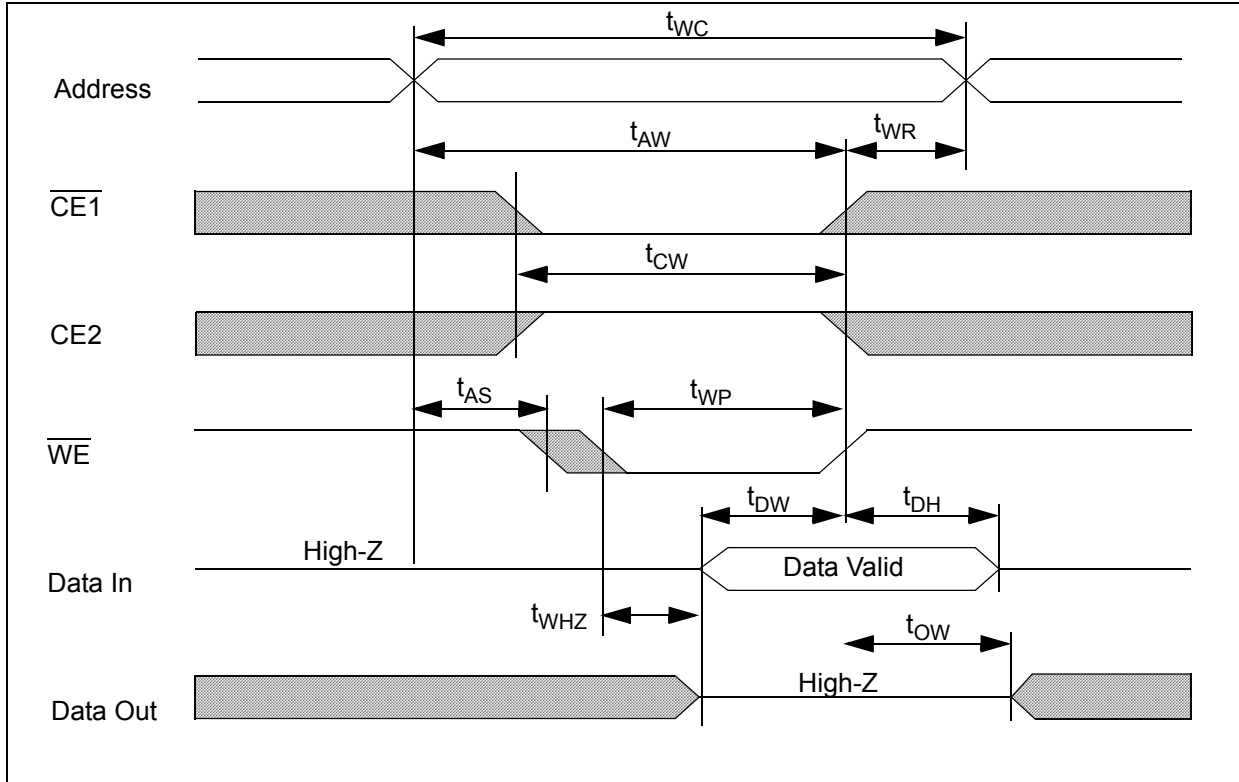 tWC
Address
tAW
tWR
CE1
tCW
CE2
tAS
tWP
WE
tDW
tDH
High-Z
Data Valid
Data In
tWHZ
tOW
High-Z
Data Out